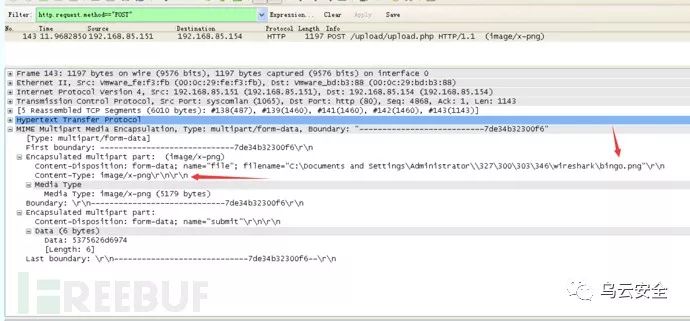 Filter: http.request.method=="POST" Expression... Clear Apply Save
No. Time Source Destination Protocol Length Info
143 11.9682850 192.168.85.151 192.168.85.154 HTTP 1197 POST /upload/upload.php HTTP/1.1 (image/x-png)
Frame 143: 1197 bytes on wire (9576 bits), 1197 bytes captured (9576 bits) on interface 0
Ethernet II, Src: Vmware_fe:f3:fb (00:0c:29:fe:f3:fb), Dst: Vmware_bd:b3:88 (00:0c:29:bd:b3:88)
Internet Protocol Version 4, Src: 192.168.85.151 (192.168.85.151), Dst: 192.168.85.154 (192.168.85.154)
Transmission Control Protocol, Src Port: syscomlan (1065), Dst Port: http (80), Seq: 4868, Ack: 1, Len: 1143
[5 Reassembled TCP Segments (6010 bytes): #138(487), #139(1460), #141(1460), #142(1460), #143(1143)]
Hypertext Transfer Protocol
MIME Multipart Media Encapsulation, Type: multipart/form-data, Boundary: "---------------------------7de34b32300f6"
[Type: multipart/form-data]
First boundary: -----------------------------7de34b32300f6\r\n
Encapsulated multipart part: (image/x-png)
Content-Disposition: form-data; name="file"; filename="C:\Documents and Settings\Administrator\\327\300\303\346\wireshark\bingo.png"\r\n
Content-Type: image/x-png\r\n\r\n
Media Type
Media Type: image/x-png (5179 bytes)
Boundary: \r\n-----------------------------7de34b32300f6\r\n
Encapsulated multipart part:
Content-Disposition: form-data; name="submit"\r\n\r\n
Data (6 bytes)
Data: 5375626d6974
[Length: 6]
Last boundary: \r\n-----------------------------7de34b32300f6--\r\n
FREEBUF
乌云安全